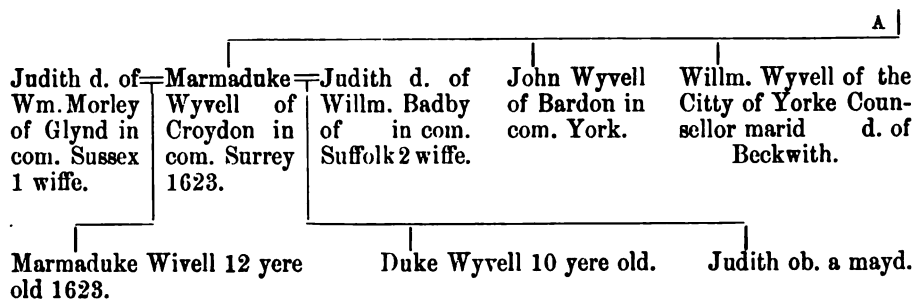 A
Judith d. of=Marmaduke=Judith d. of
Wm. Morley
of Glynd in
com. Sussex
1 wiffe.
Wyvell of
Croydon in
com. Surrey
1623.
Willm. Badby
of in com.
Suffolk 2 wiffe.
John Wyvell
of Bardon in
com. York.
Willm. Wyvell of the
Citty of Yorke Coun-
sellor marid d. of
Beckwith.
Marmaduke Wivell 12 yere
old 1623.
Duke Wyvell 10 yere old.
Judith ob. a mayd.